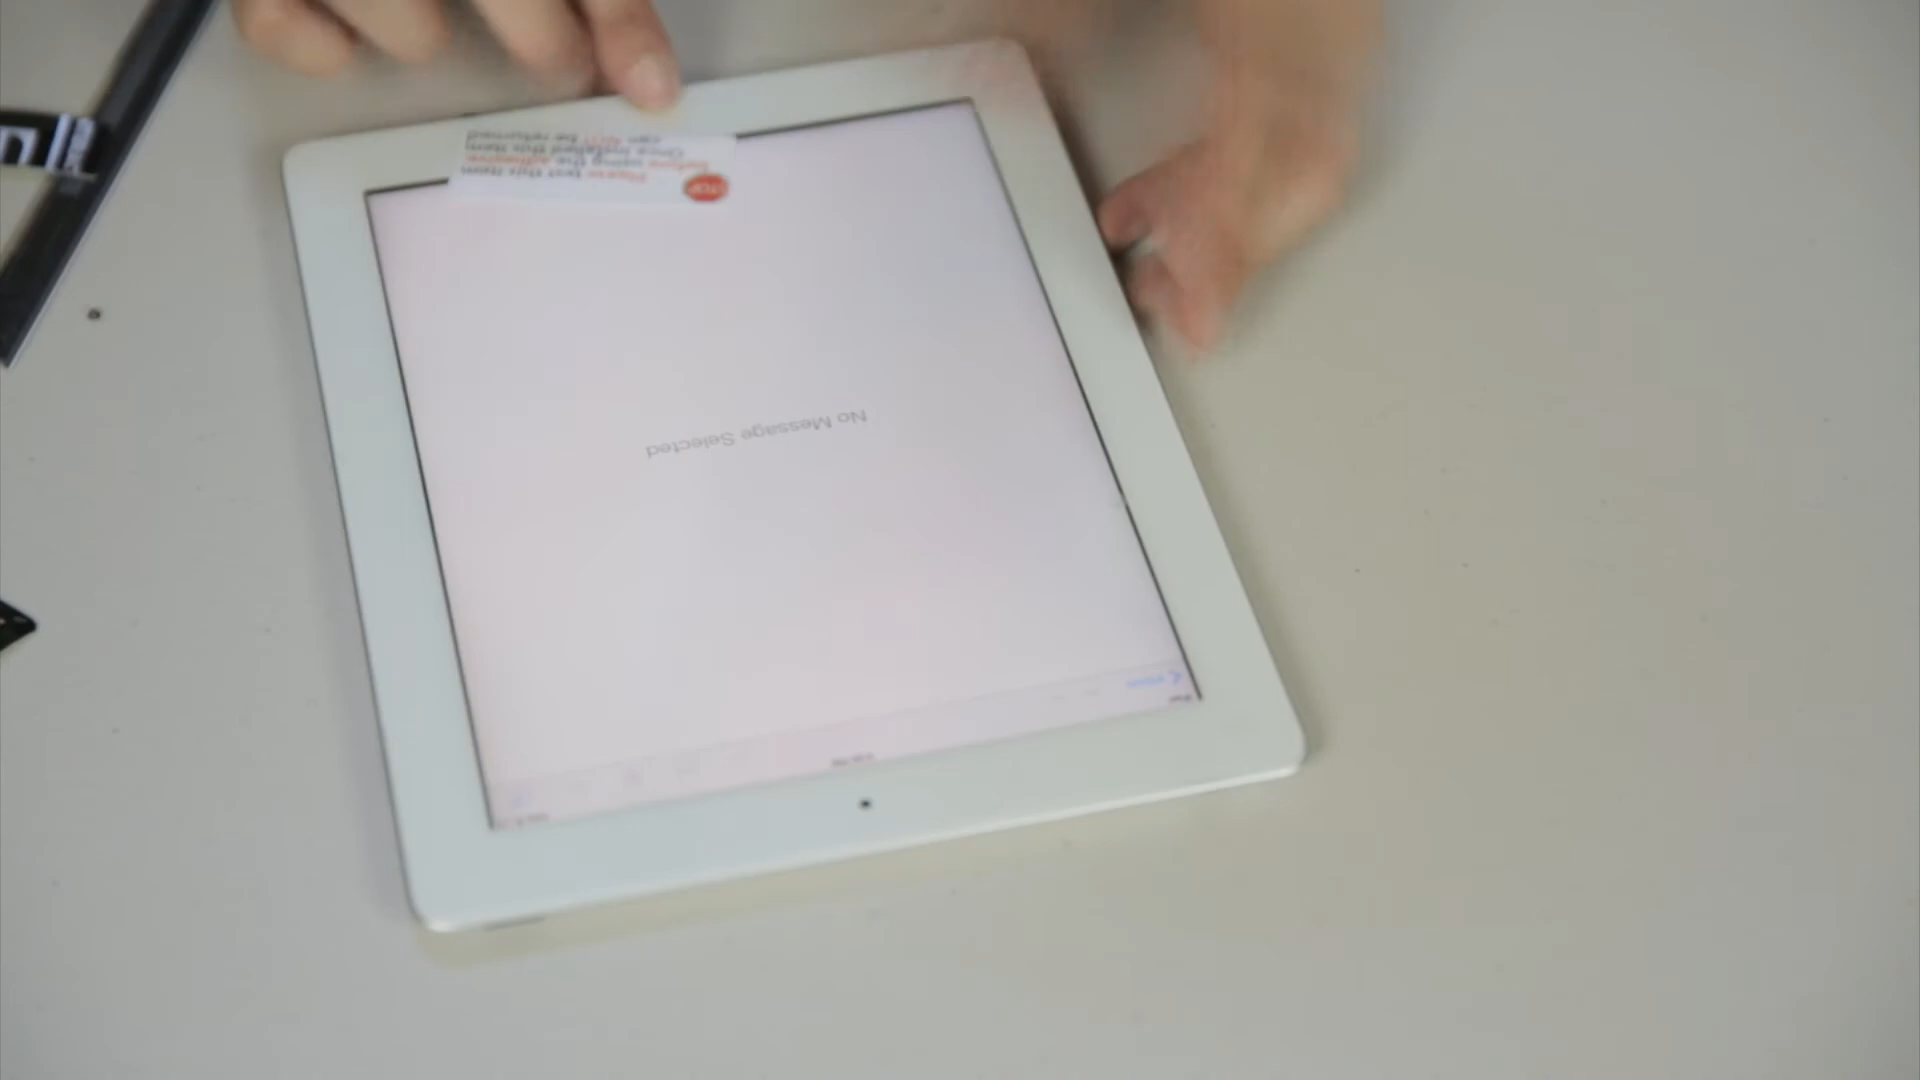 STOP
Please test this item
before using the adhesive
Once installed this item
can NOT be returned
No Message Selected
iPad